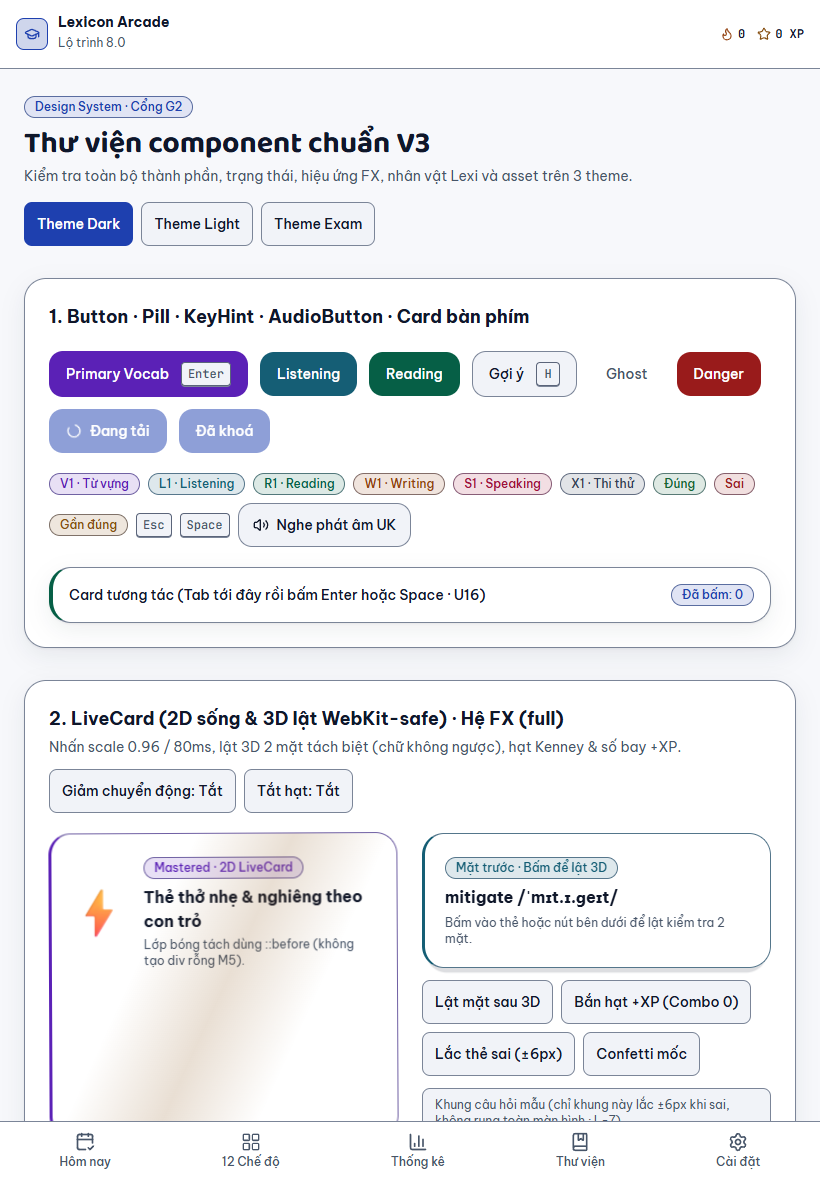 Lexicon Arcade
Lộ trình 8.0
0 0 XP
Design System · Cổng G2
Thư viện component chuẩn V3
Kiểm tra toàn bộ thành phần, trạng thái, hiệu ứng FX, nhân vật Lexi và asset trên 3 theme.
Theme Dark Theme Light Theme Exam
1. Button · Pill · KeyHint · AudioButton · Card bàn phím
Primary Vocab Enter Listening Reading Gợi ý H Ghost Danger
Đang tải Đã khoá
V1 · Từ vựng L1 · Listening R1 · Reading W1 · Writing S1 · Speaking X1 · Thi thử Đúng Sai
Gần đúng Esc Space Nghe phát âm UK
Card tương tác (Tab tới đây rồi bấm Enter hoặc Space · U16) Đã bấm: 0
2. LiveCard (2D sống & 3D lật WebKit-safe) · Hệ FX (full)
Nhấn scale 0.96 / 80ms, lật 3D 2 mặt tách biệt (chữ không ngược), hạt Kenney & số bay +XP.
Giảm chuyển động: Tắt Tắt hạt: Tắt
Mastered · 2D LiveCard
Thẻ thở nhẹ & nghiêng theo
con trỏ
Lớp bóng tách dùng ::before (không
tạo div rỗng M5).
Mặt trước · Bấm để lật 3D
mitigate /ˈmɪt.ɪ.ɡeɪt/
Bấm vào thẻ hoặc nút bên dưới để lật kiểm tra 2
mặt.
Lật mặt sau 3D Bắn hạt +XP (Combo 0)
Lắc thẻ sai (±6px) Confetti mốc
Khung câu hỏi mẫu (chỉ khung này lắc ±6px khi sai,
Hôm nay 12 Chế độ Thống kê Thư viện Cài đặt